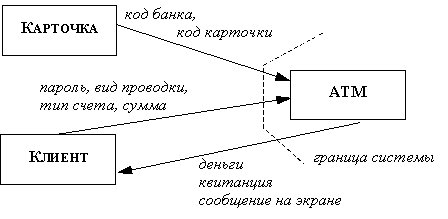 код банка,
код карточки
КАРТОЧКА
пароль, вид проводки,
тип счета, сумма
АТМ
КЛИЕНТ
деньги
квитанция
сообщение на экране
граница системы